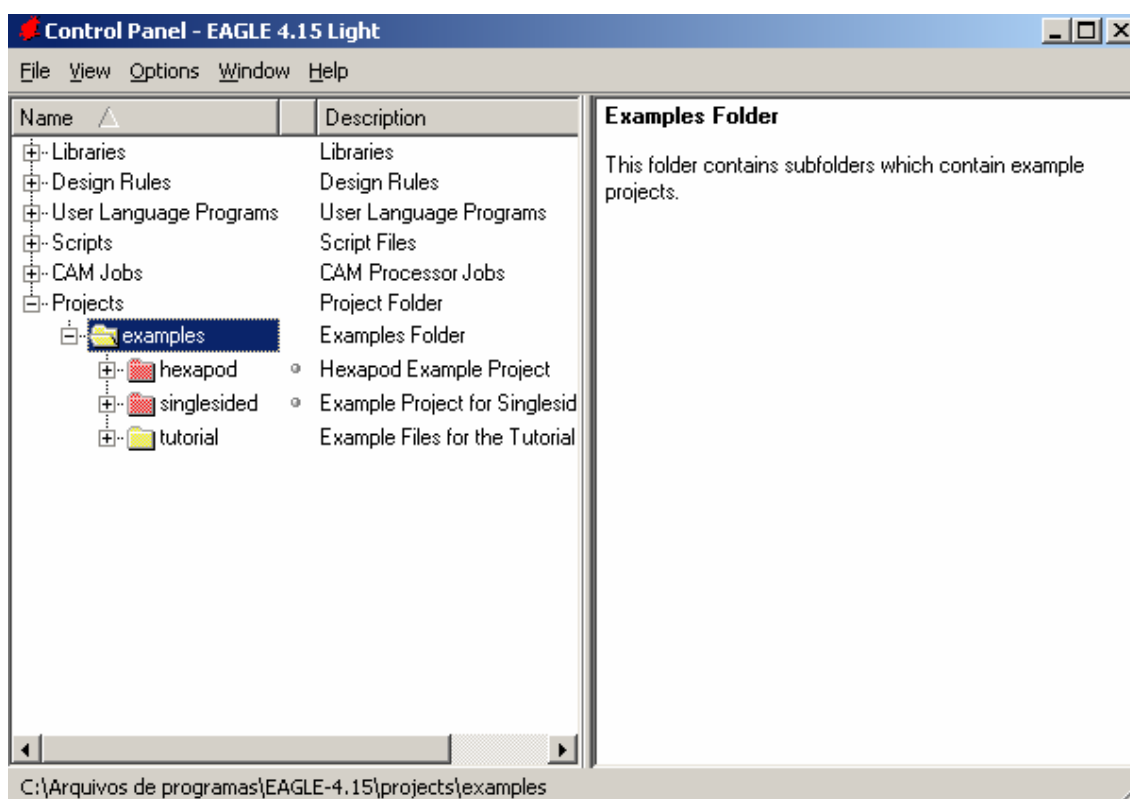 Control Panel - EAGLE 4.15 Light
File View Options Window Help
Name Description
Libraries Libraries
Design Rules Design Rules
User Language Programs User Language Programs
Scripts Script Files
CAM Jobs CAM Processor Jobs
Projects Project Folder
examples Examples Folder
hexapod Hexapod Example Project
singlesided Example Project for Singlesid
tutorial Example Files for the Tutorial
Examples Folder
This folder contains subfolders which contain example
projects.
C:\Arquivos de programas\EAGLE-4.15\projects\examples